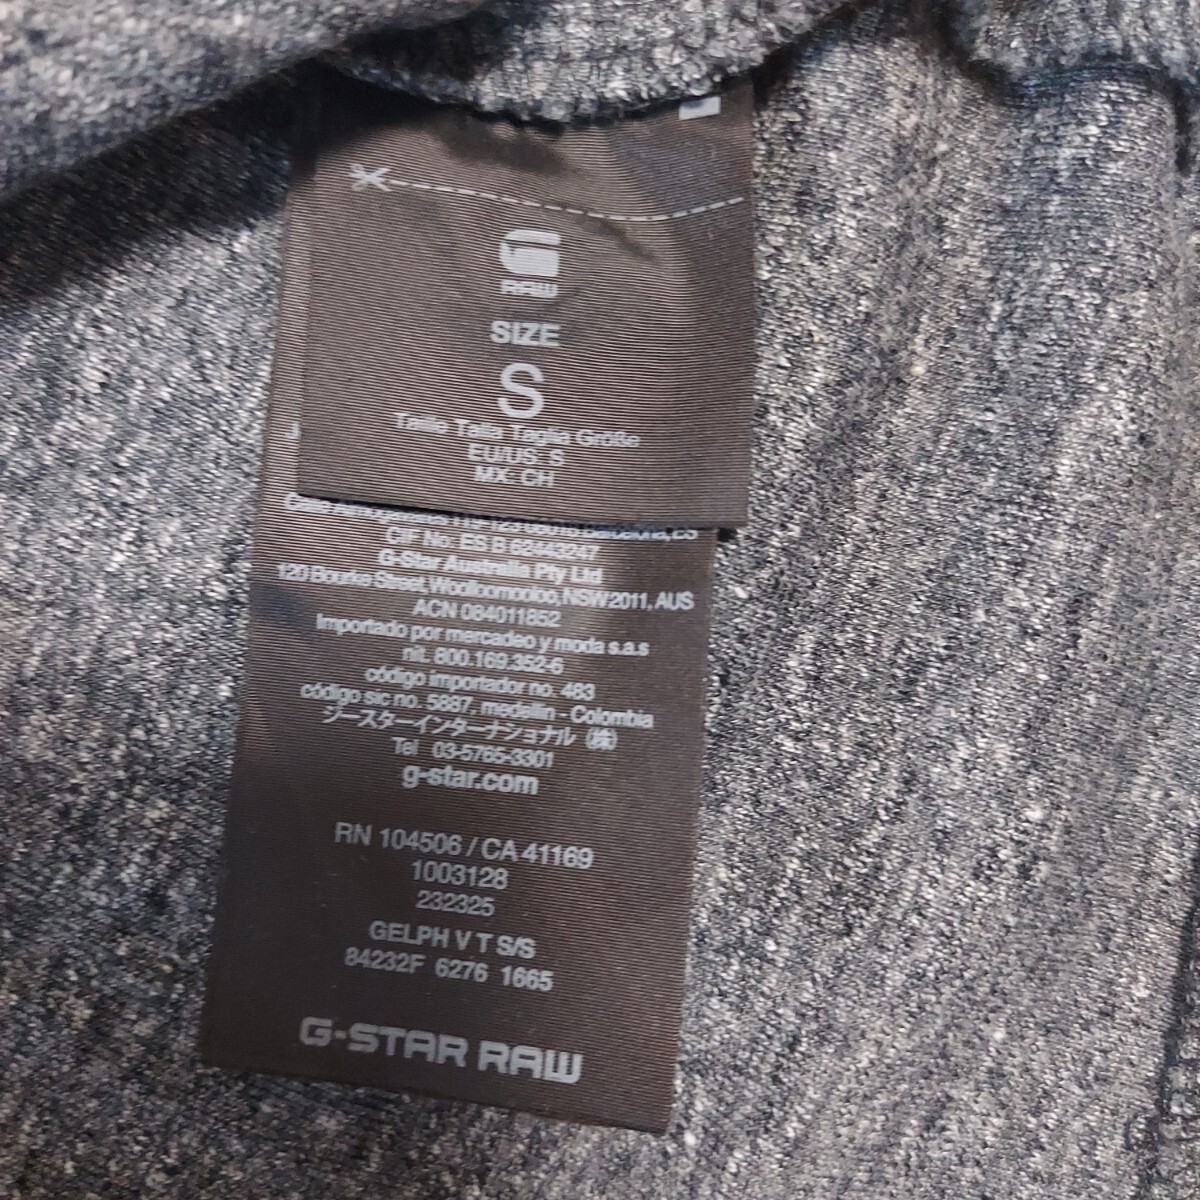 RAW
SIZE
S
Taille Talla Taglia Größe
EU/US. S
MX. CH
CIF No. ES B 62443247
G-Star Australia Pty Ltd
120 Bourke Street, Woolloomooloo, NSW 2011, AUS
ACN 084011852
Importado por mercadeo y moda s.a.s
nit. 800.169.352-6
código importador no. 463
código sic no. 5887, medellin - Colombia
ジースターインターナショナル (株)
Tel 03-5765-3301
g-star.com
RN 104506 / CA 41169
1003128
232325
GELPH V T S/S
84232F 6276 1665
G-STAR RAW